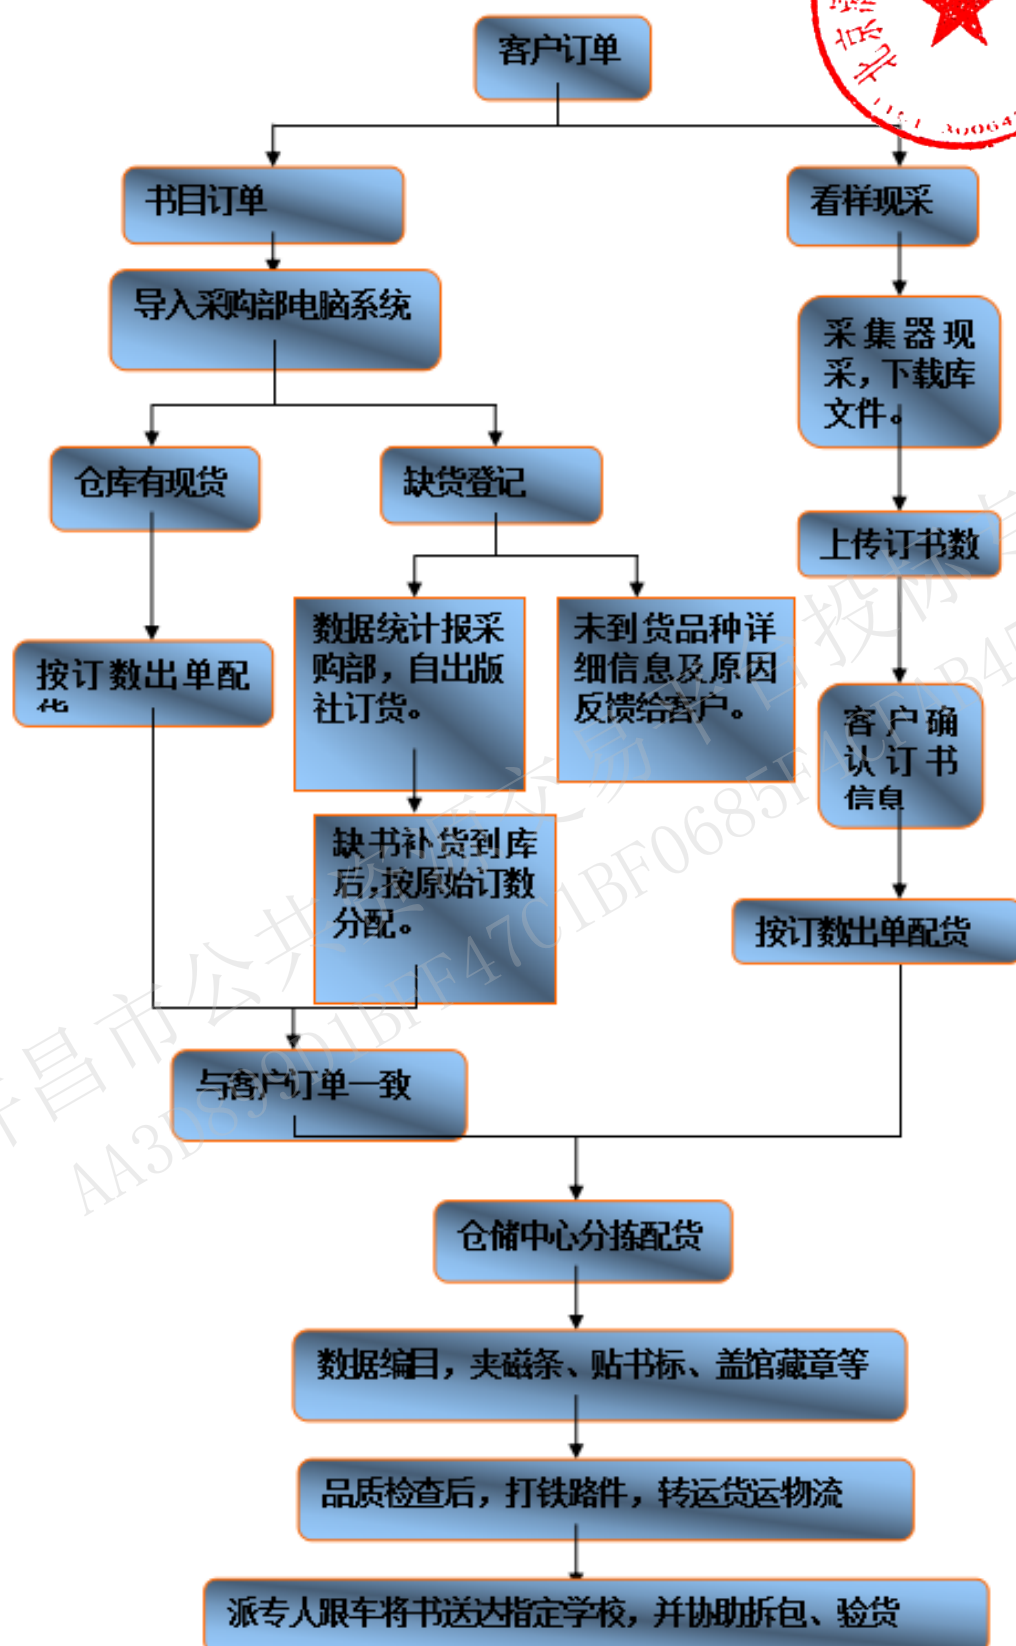 客户订单
书目订单
看样现采
导入采购部电脑系统
采集器现
采，下载库
文件。
仓库有现货
缺货登记
上传订书数
数据统计报采
购部，自出版
社订货。
未到货品种详
细信息及原因
反馈给客户。
按订数出单配
货
客户确
认订书
信息
缺书补货到库
后，按原始订数
分配。
按订数出单配货
与客户订单一致
仓储中心分拣配货
数据编目，夹磁条、贴书标、盖馆藏章等
品质检查后，打铁路件，转运货运物流
派专人跟车将书送达指定学校，并协助拆包、验货